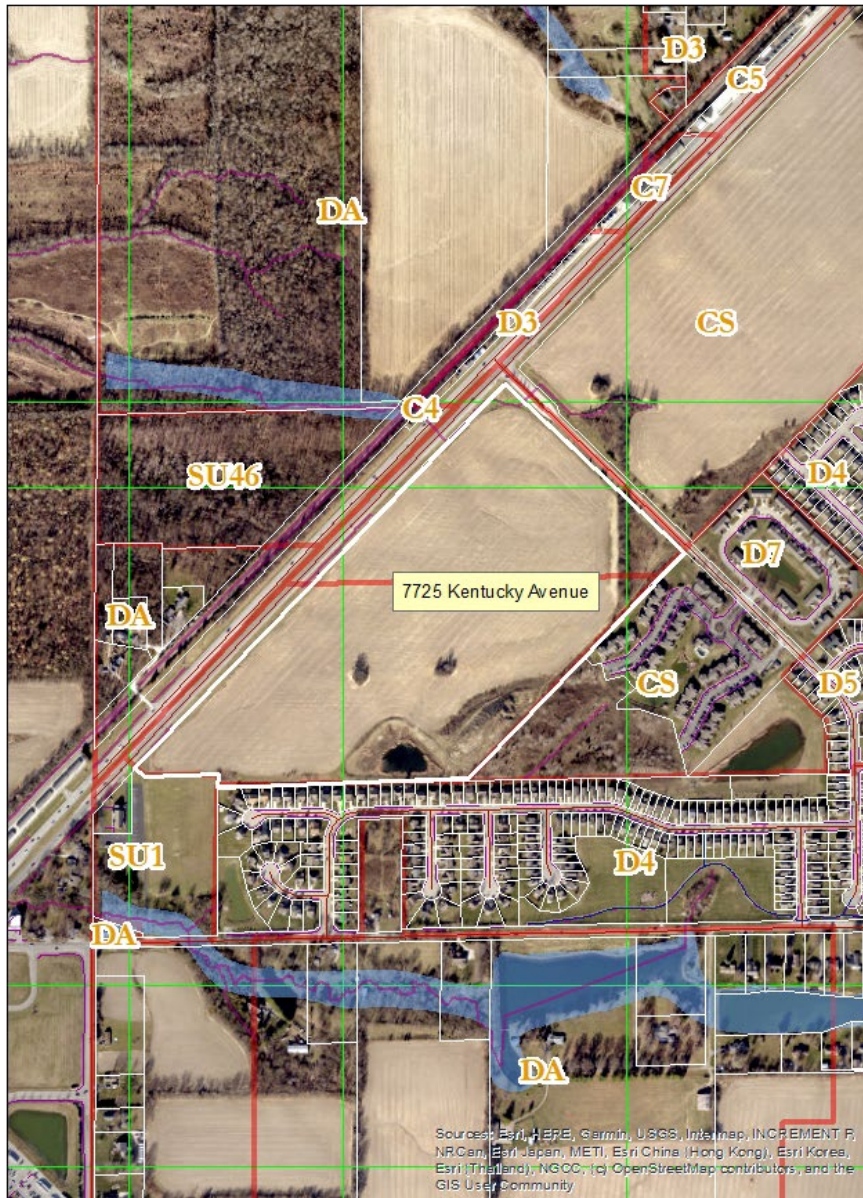 D3
C5
C7
DA
D3
CS
C4
SU46
D4
D7
7725 Kentucky Avenue
DA
CS
D5
SU1
D4
DA
DA
Sources: Esri, HERE, Garmin, USGS, Intermap, INCREMENT P,
NRCan, Esri Japan, METI, Esri China (Hong Kong), Esri Korea,
Esri (Thailand), NGCC, (c) OpenStreetMap contributors, and the
GIS User Community